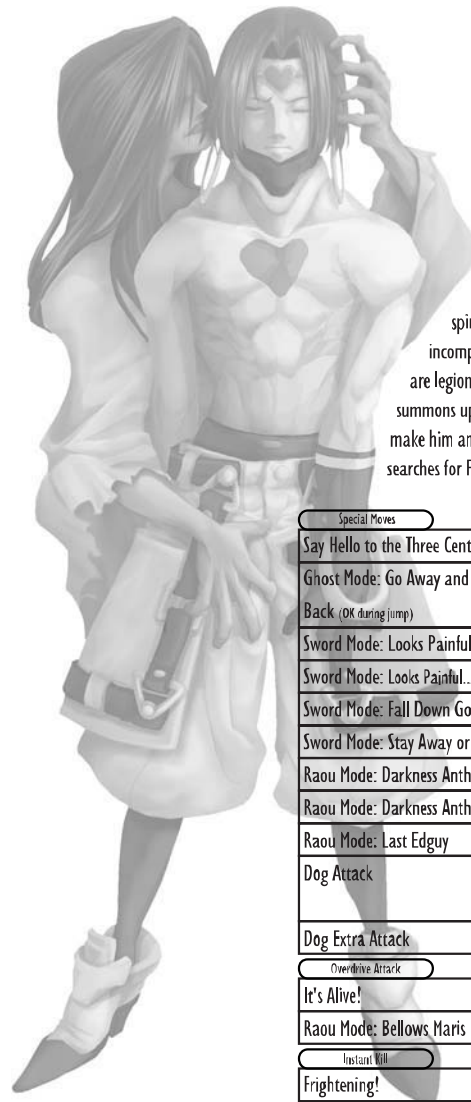 spir
incomp
are legion
summons up
make him an
searches for F
Special Moves
Say Hello to the Three Cent
Ghost Mode: Go Away and
Back (OK during jump)
Sword Mode: Looks Painful
Sword Mode: Looks Painful...
Sword Mode: Fall Down Go
Sword Mode: Stay Away or
Raou Mode: Darkness Anth
Raou Mode: Darkness Anth
Raou Mode: Last Edguy
Dog Attack
Dog Extra Attack
Overdrive Attack
It's Alive!
Raou Mode: Bellows Maris
Instant Kill
Frightening!